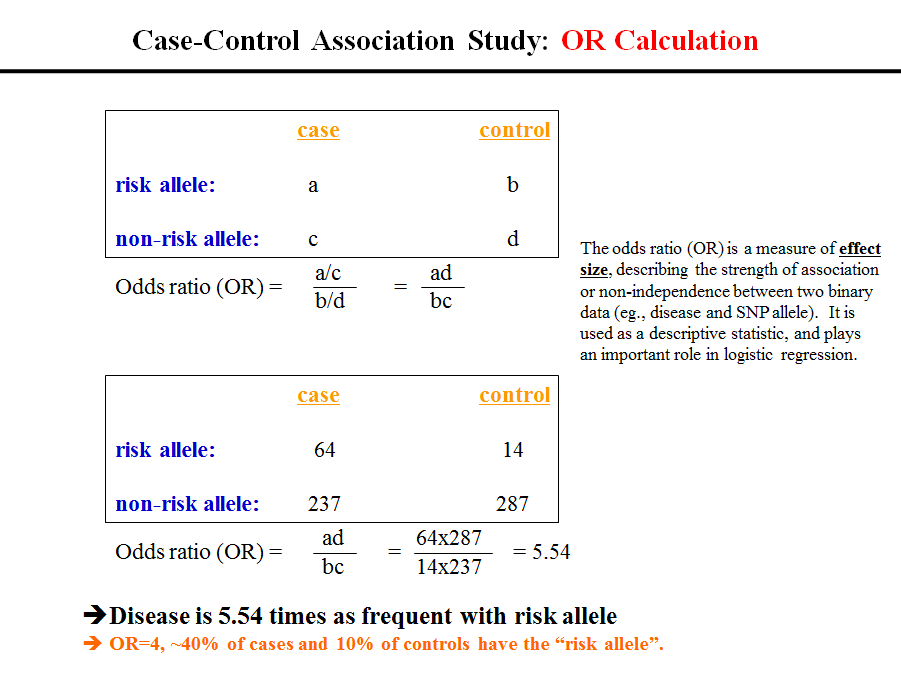 Case-Control Association Study: OR Calculation
case control
risk allele: a b
non-risk allele: c d
Odds ratio (OR) = a/c = ad
b/d bc
The odds ratio (OR) is a measure of effect
size, describing the strength of association
or non-independence between two binary
data (eg., disease and SNP allele). It is
used as a descriptive statistic, and plays
an important role in logistic regression.
case control
risk allele: 64 14
non-risk allele: 237 287
Odds ratio (OR) = ad = 64x287 = 5.54
bc 14x237
➔Disease is 5.54 times as frequent with risk allele
➔ OR=4, ~40% of cases and 10% of controls have the “risk allele”.